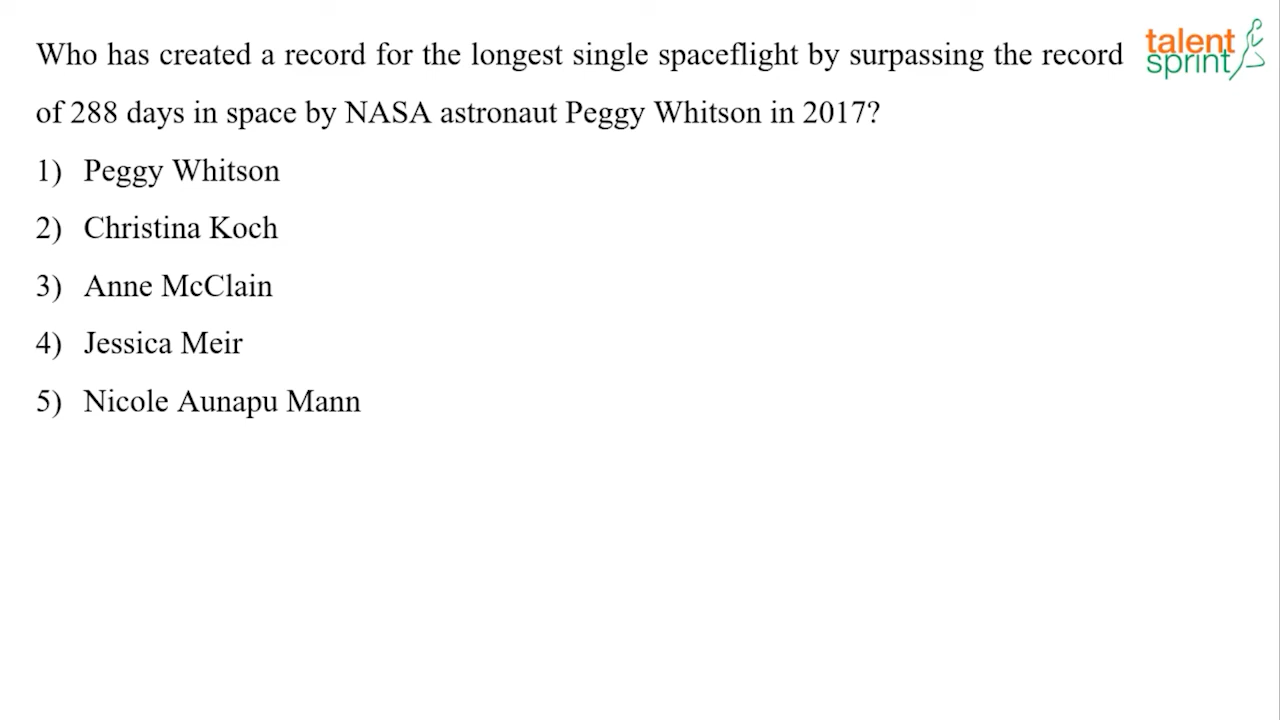 Who has created a record for the longest single spaceflight by surpassing the record
of 288 days in space by NASA astronaut Peggy Whitson in 2017?
1) Peggy Whitson
2) Christina Koch
3) Anne McClain
4) Jessica Meir
5) Nicole Aunapu Mann
talent
sprint